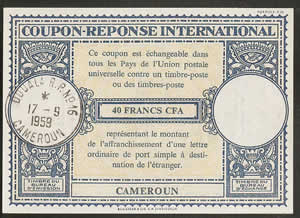 COUPON-REPONSE INTERNATIONAL
Ce coupon est échangeable dans
tous les Pays de l'Union postale
universelle contre un timbre-poste
ou des timbres-poste
DOUALA R.P.
17-9
1959
CAMEROUN
40 FRANCS CFA
représentant le montant de
l'affranchissement d'une lettre
ordinaire de port simple à desti-
nation de l'étranger.
TIMBRE DU
BUREAU
D'ÉMISSION
CAMEROUN
TIMBRE DU
BUREAU
D'ÉCHANGE